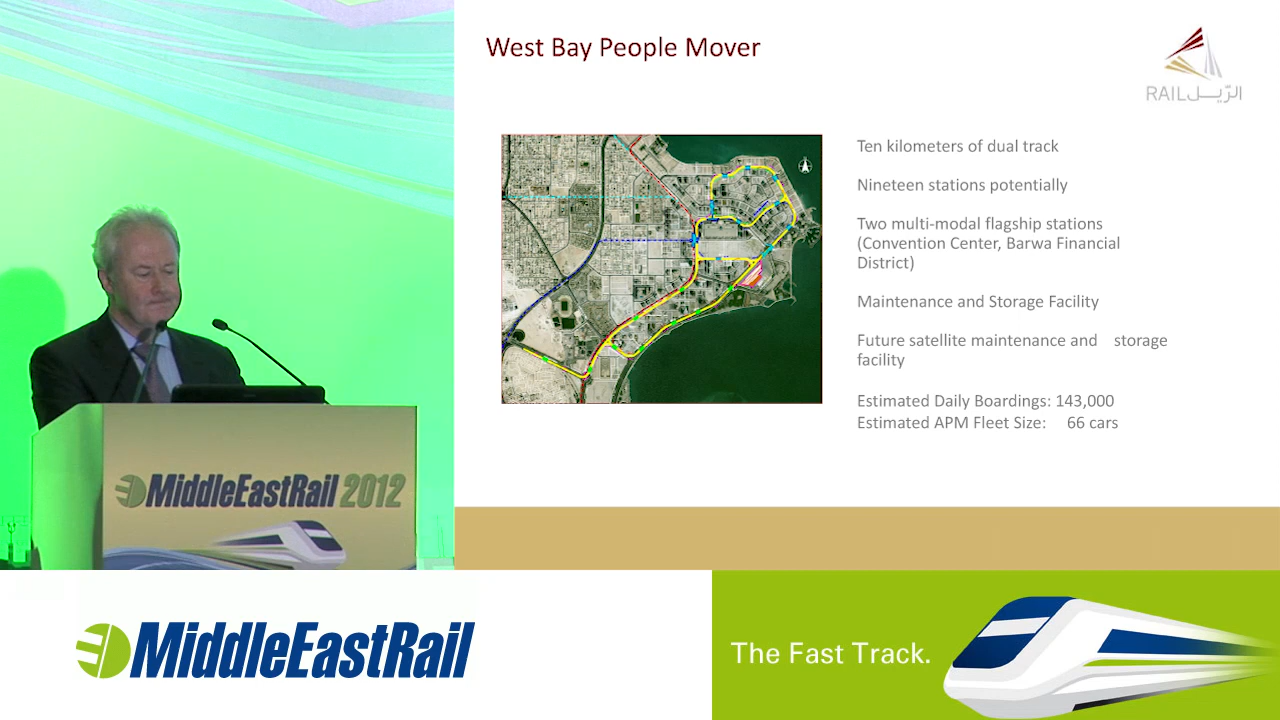 West Bay People Mover
RAIL الرّيـل
Ten kilometers of dual track
Nineteen stations potentially
Two multi-modal flagship stations
(Convention Center, Barwa Financial
District)
Maintenance and Storage Facility
Future satellite maintenance and storage
facility
Estimated Daily Boardings: 143,000
Estimated APM Fleet Size: 66 cars
MiddleEastRail 2012
MiddleEastRail
The Fast Track.